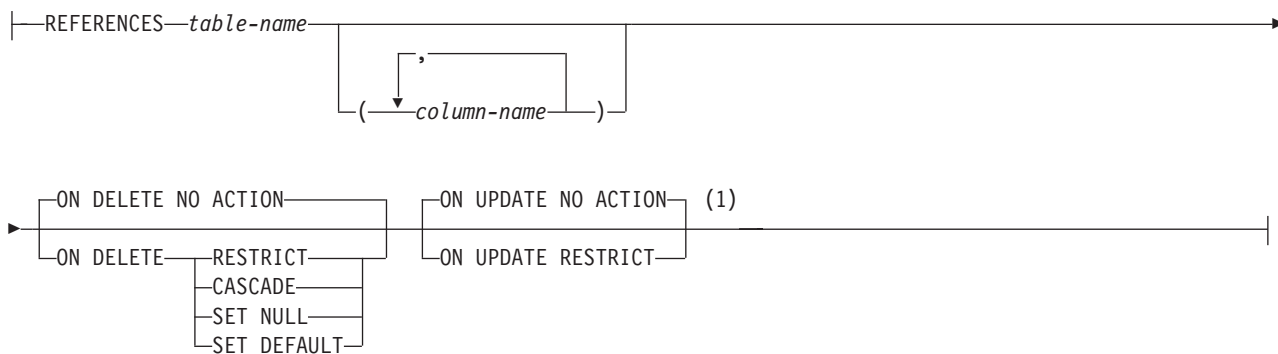 REFERENCES table-name
,
( column-name )
ON DELETE NO ACTION ON UPDATE NO ACTION (1)
ON DELETE RESTRICT ON UPDATE RESTRICT
CASCADE
SET NULL
SET DEFAULT